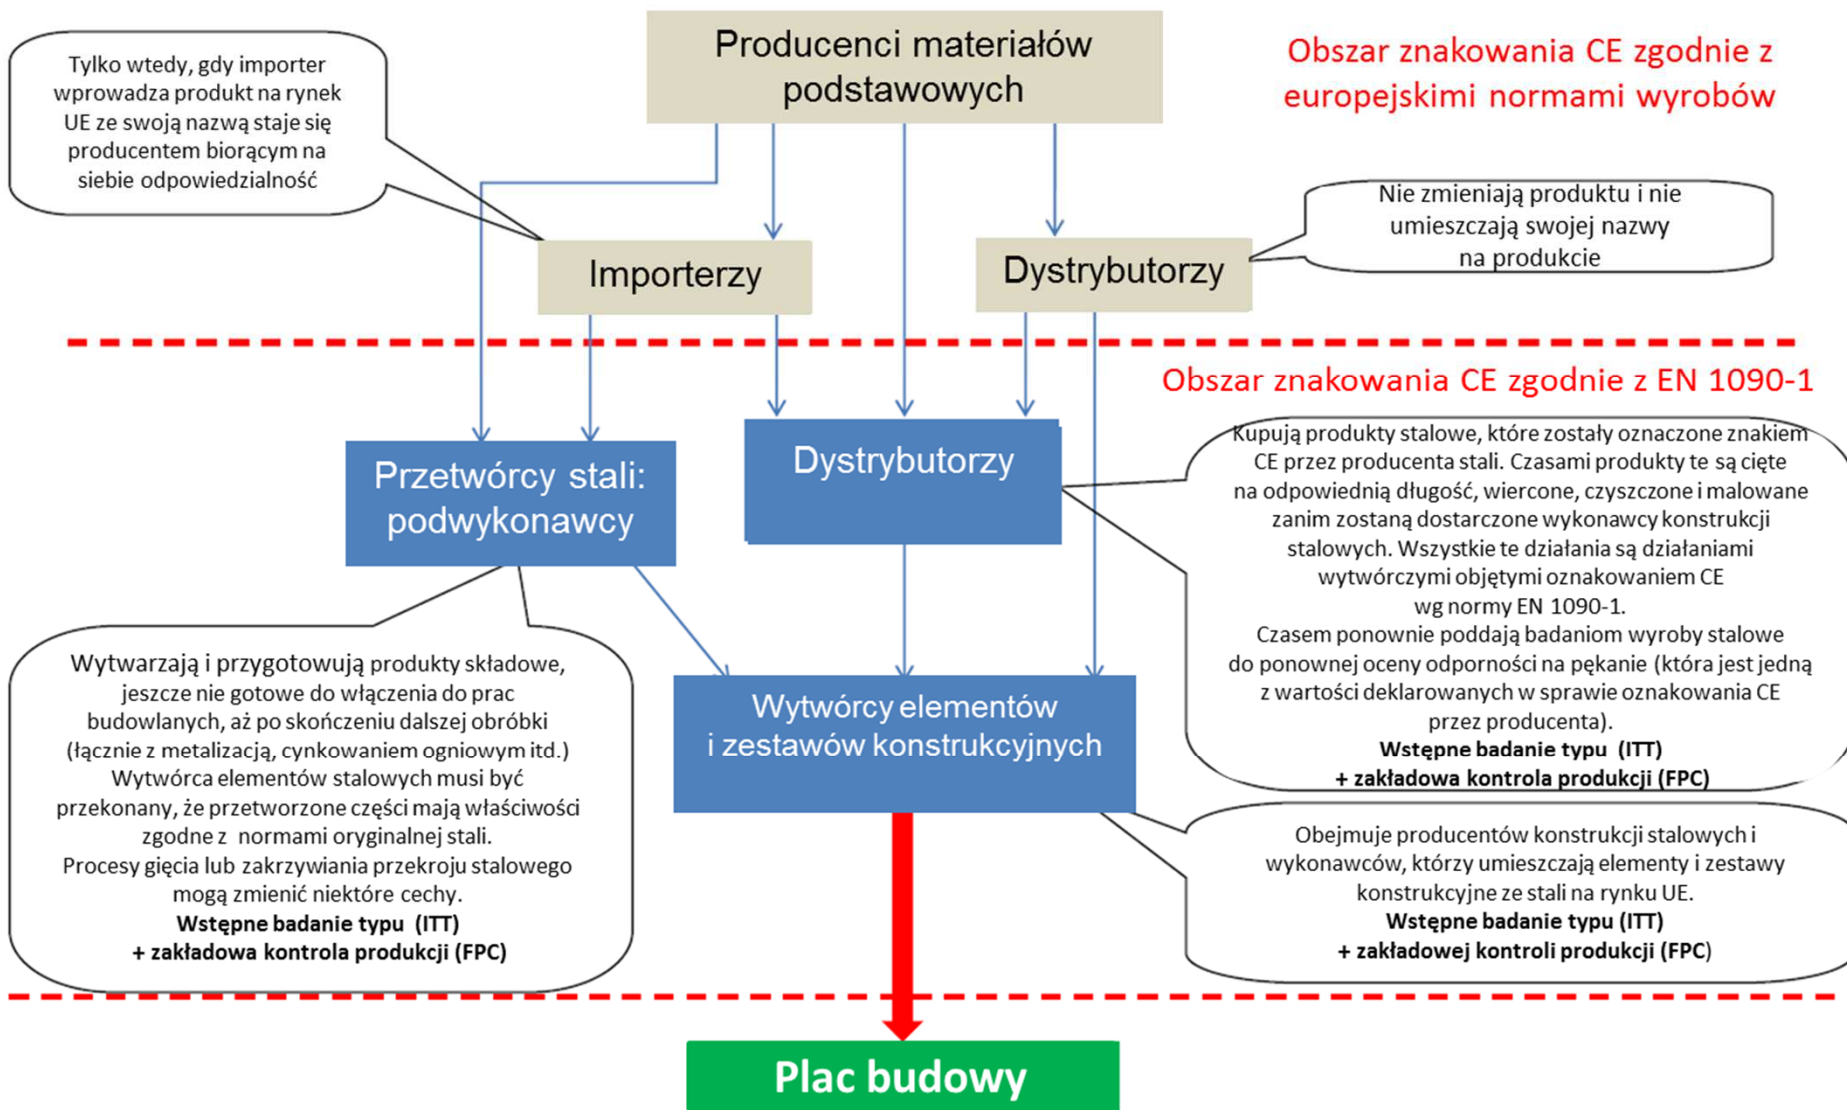 Producenci materiałów
podstawowych
Obszar znakowania CE zgodnie z
europejskimi normami wyrobów
Tylko wtedy, gdy importer
wprowadza produkt na rynek
UE ze swoją nazwą staje się
producentem biorącym na
siebie odpowiedzialność
Nie zmieniają produktu i nie
umieszczają swojej nazwy
na produkcie
Importerzy
Dystrybutorzy
Obszar znakowania CE zgodnie z EN 1090-1
Przetwórcy stali:
podwykonawcy
Dystrybutorzy
Kupują produkty stalowe, które zostały oznaczone znakiem
CE przez producenta stali. Czasami produkty te są cięte
na odpowiednią długość, wiercone, czyszczone i malowane
zanim zostaną dostarczone wykonawcy konstrukcji
stalowych. Wszystkie te działania są działaniami
wytwórczymi objętymi oznakowaniem CE
wg normy EN 1090-1.
Czasem ponownie poddają badaniom wyroby stalowe
do ponownej oceny odporności na pękanie (która jest jedną
z wartości deklarowanych w sprawie oznakowania CE
przez producenta).
Wstępne badanie typu (ITT)
+ zakładowa kontrola produkcji (FPC)
Wytwarzają i przygotowują produkty składowe,
jeszcze nie gotowe do włączenia do prac
budowlanych, aż po skończeniu dalszej obróbki
(łącznie z metalizacją, cynkowaniem ogniowym itd.)
Wytwórca elementów stalowych musi być
przekonany, że przetworzone części mają właściwości
zgodne z normami oryginalnej stali.
Procesy gięcia lub zakrzywiania przekroju stalowego
mogą zmienić niektóre cechy.
Wstępne badanie typu (ITT)
+ zakładowa kontrola produkcji (FPC)
Wytwórcy elementów
i zestawów konstrukcyjnych
Obejmuje producentów konstrukcji stalowych i
wykonawców, którzy umieszczają elementy i zestawy
konstrukcyjne ze stali na rynku UE.
Wstępne badanie typu (ITT)
+ zakładowej kontroli produkcji (FPC)
Plac budowy